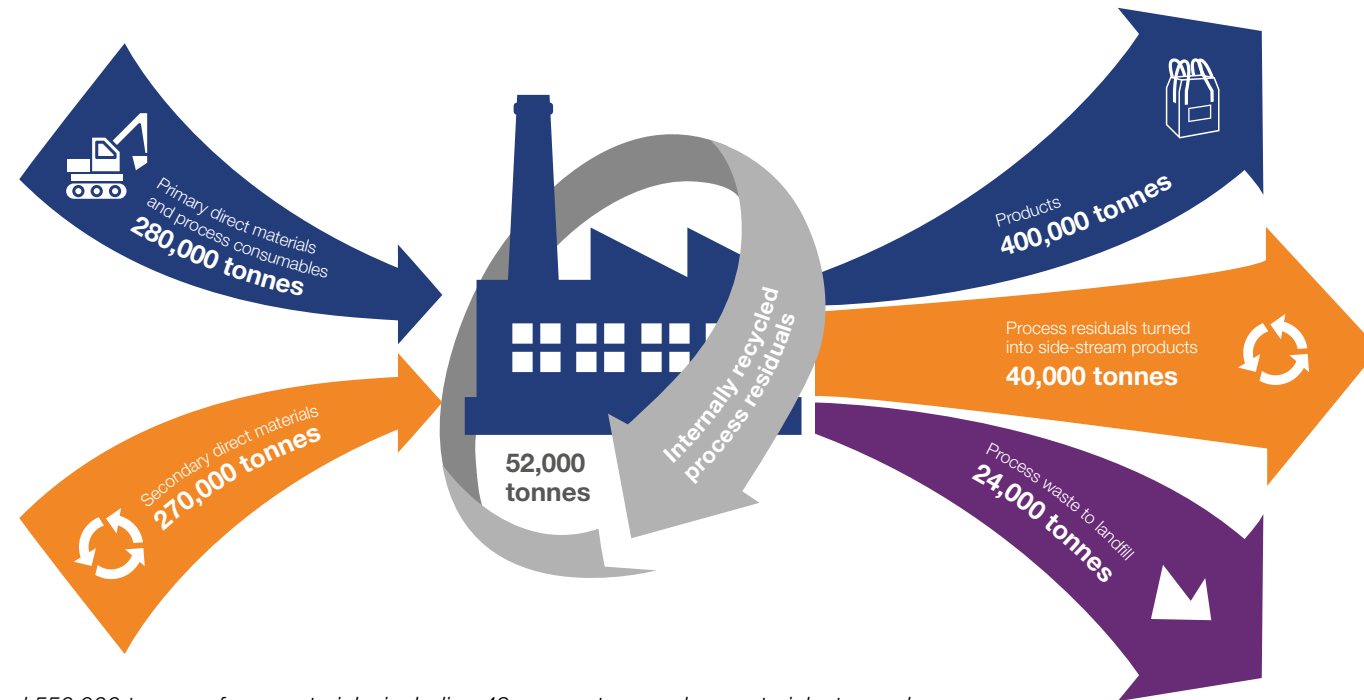 Primary direct materials
and process consumables
280,000 tonnes
Secondary direct materials
270,000 tonnes
52,000
tonnes
Internally recycled
process residuals
Products
400,000 tonnes
Process residuals turned
into side-stream products
40,000 tonnes
Process waste to landfill
24,000 tonnes